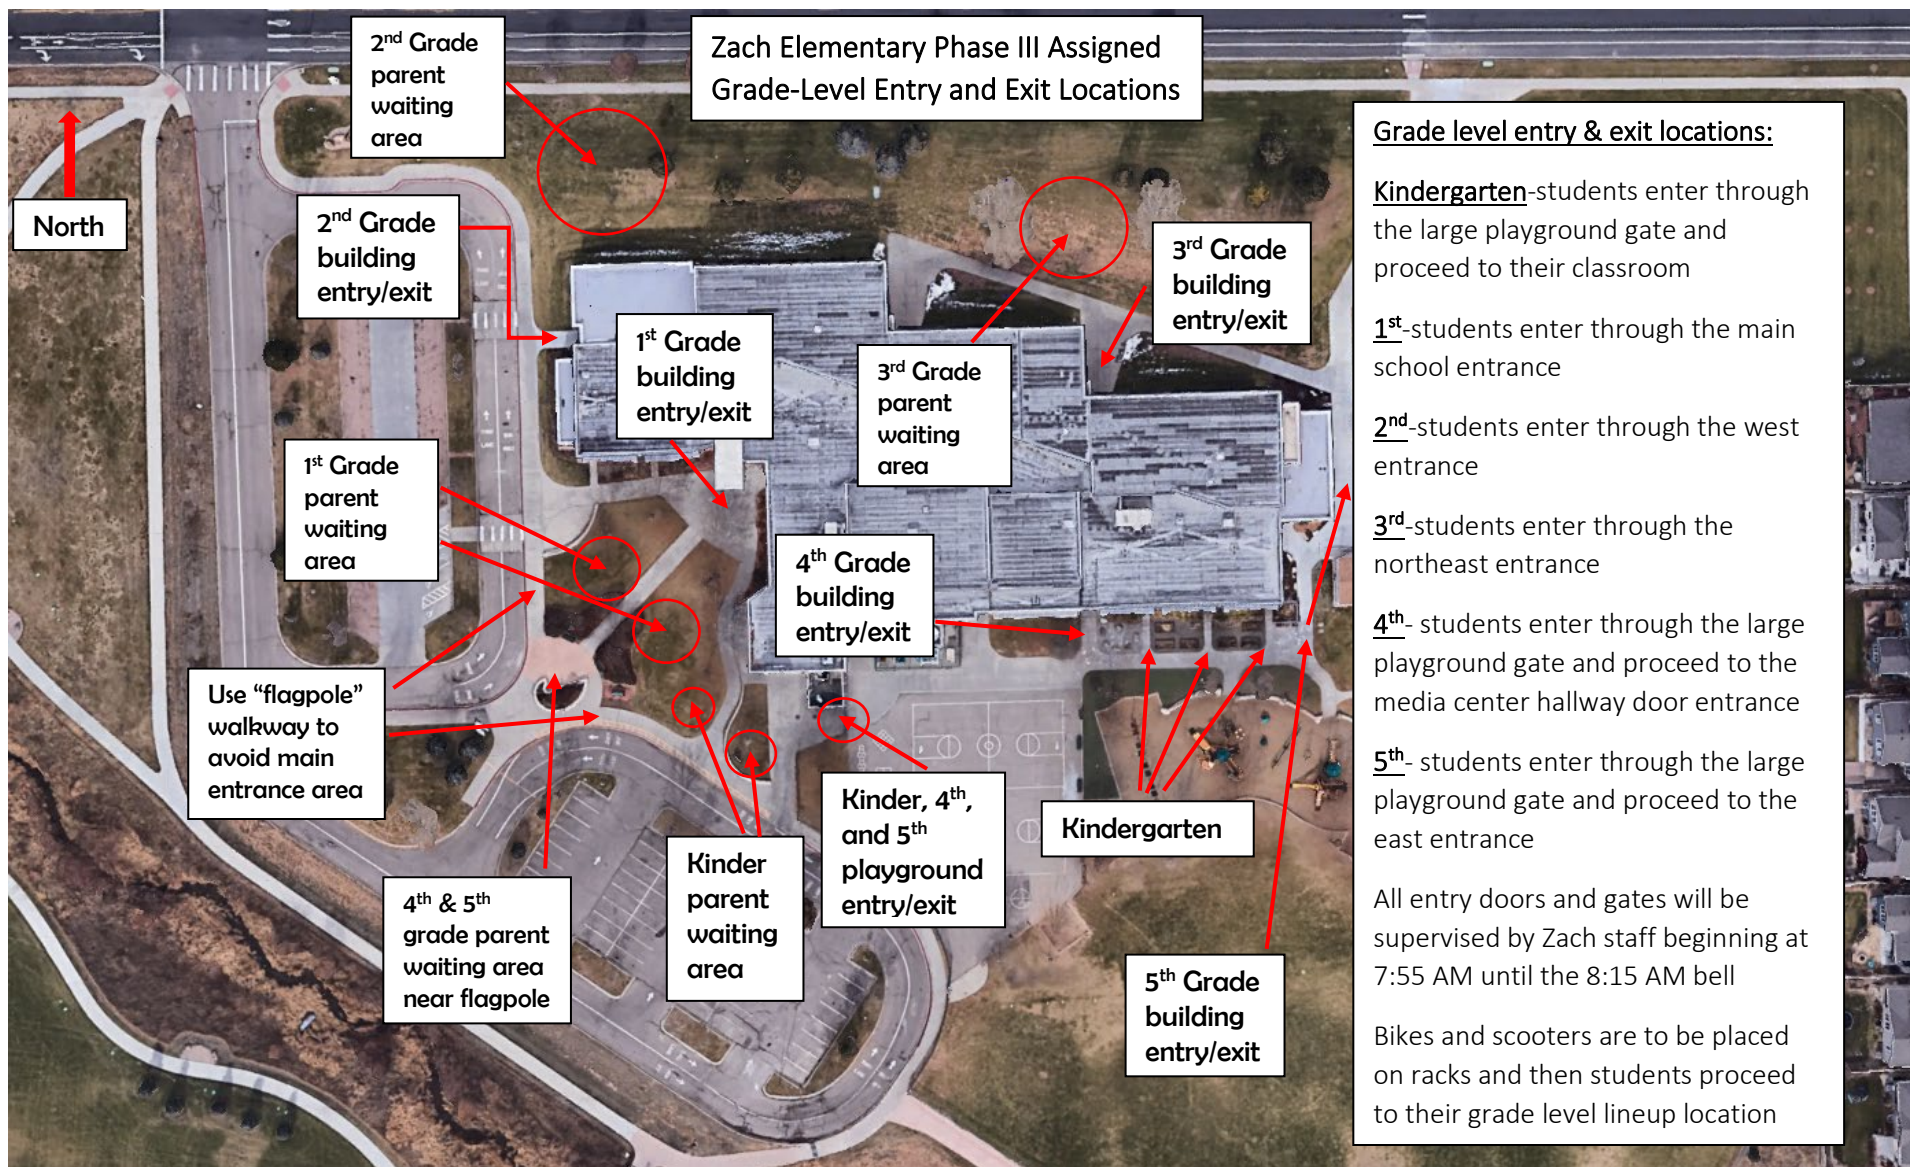 Zach Elementary Phase III Assigned
Grade-Level Entry and Exit Locations
2nd Grade
parent
waiting
area
North
2nd Grade
building
entry/exit
1st Grade
building
entry/exit
3rd Grade
parent
waiting
area
3rd Grade
building
entry/exit
1st Grade
parent
waiting
area
4th Grade
building
entry/exit
Use “flagpole”
walkway to
avoid main
entrance area
4th & 5th
grade parent
waiting area
near flagpole
Kinder
parent
waiting
area
Kinder, 4th,
and 5th
playground
entry/exit
Kindergarten
5th Grade
building
entry/exit
Grade level entry & exit locations:
Kindergarten-students enter through
the large playground gate and
proceed to their classroom
1st-students enter through the main
school entrance
2nd-students enter through the west
entrance
3rd-students enter through the
northeast entrance
4th- students enter through the large
playground gate and proceed to the
media center hallway door entrance
5th- students enter through the large
playground gate and proceed to the
east entrance
All entry doors and gates will be
supervised by Zach staff beginning at
7:55 AM until the 8:15 AM bell
Bikes and scooters are to be placed
on racks and then students proceed
to their grade level lineup location